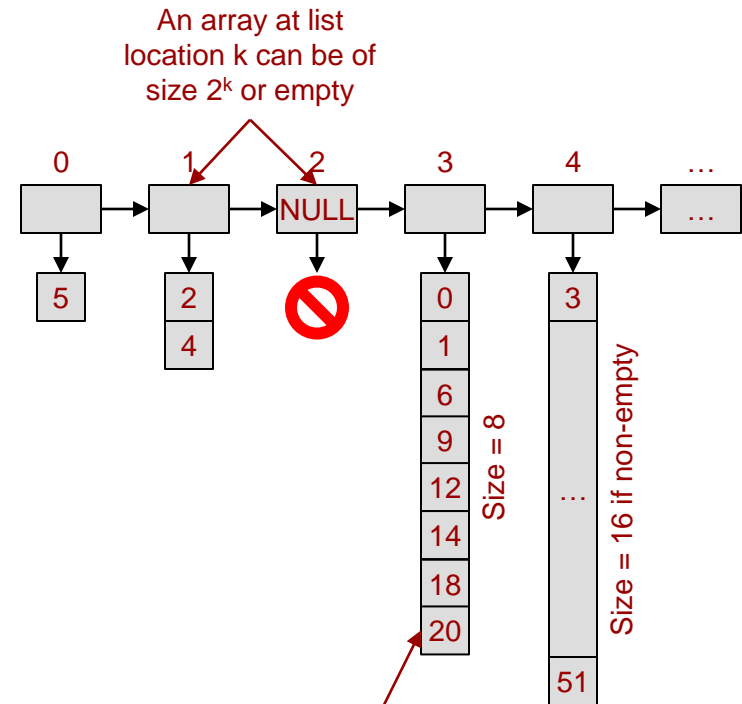 An array at list
location k can be of
size 2ᵏ or empty
0 1 2 3 4 …
NULL …
5
2
4
0
1
6
9
12
14
18
20
Size = 8
3
…
51
Size = 16 if non-empty